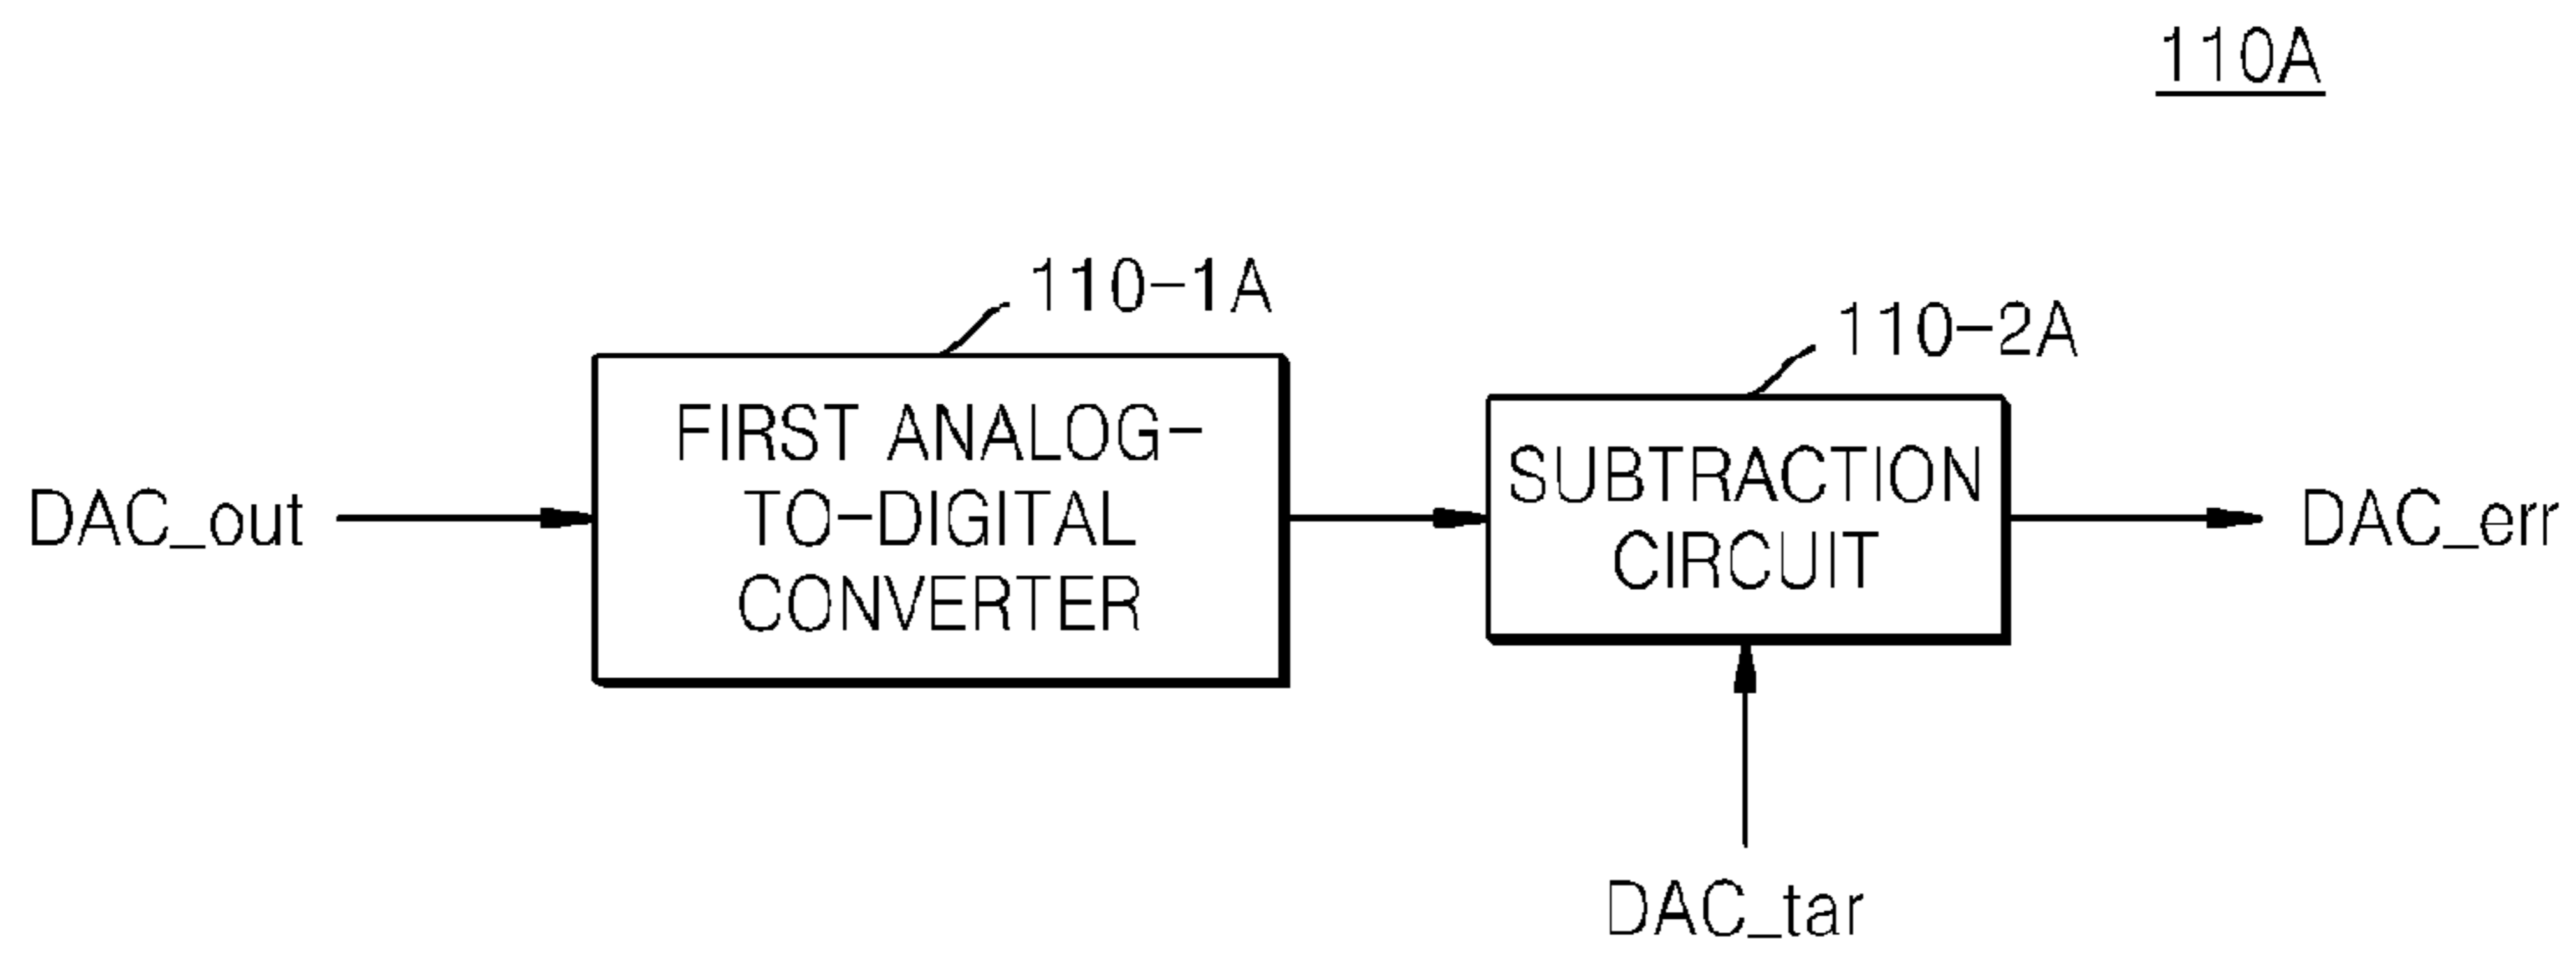 110A
110-1A
110-2A
FIRST ANALOG-
TO-DIGITAL
CONVERTER
SUBTRACTION
CIRCUIT
DAC_out
DAC_err
DAC_tar